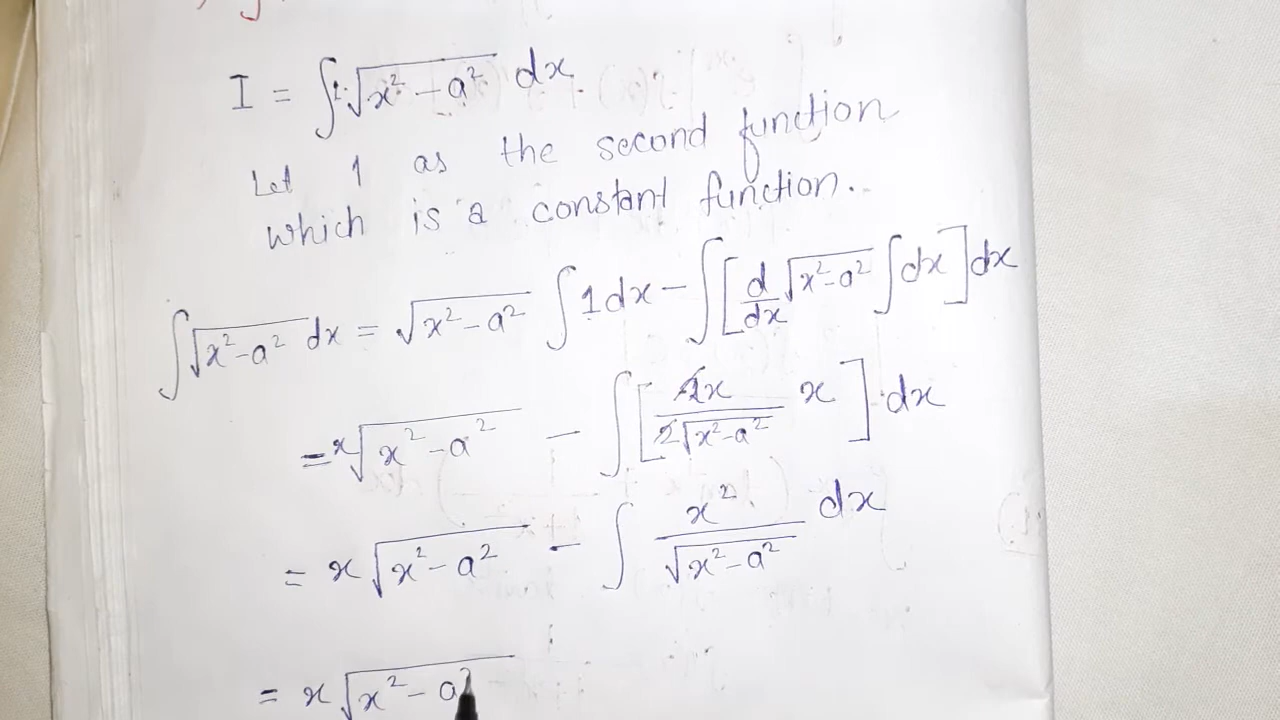 I = ∫1·√(x² - a²) dx
Let 1 as the second function
which is a constant function.
∫√(x² - a²) dx = √(x² - a²) ∫1dx - ∫[d/dx √(x² - a²) ∫dx]dx
= x√(x² - a²) - ∫[2x/(2√(x² - a²)) x]·dx
= x√(x² - a²) - ∫ x²/√(x² - a²) dx
= x√(x² - a²)